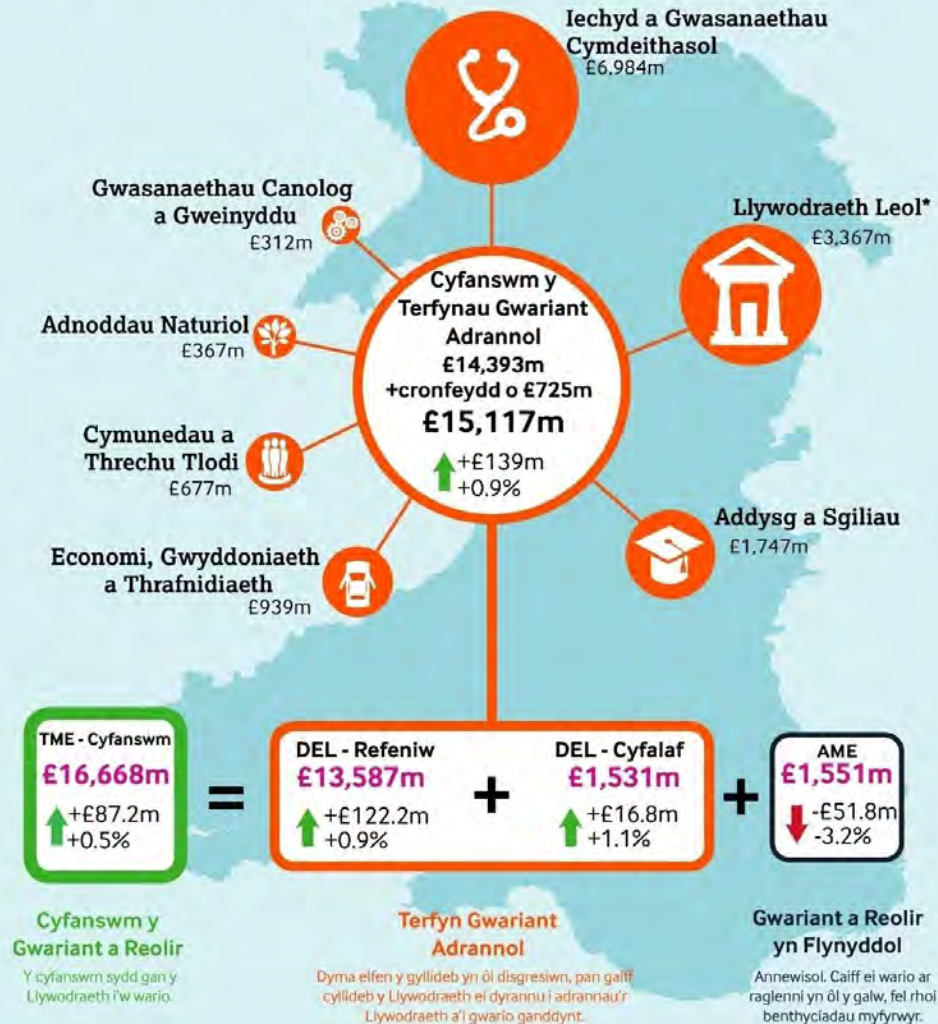 Iechyd a Gwasanaethau
Cymdeithasol
£6,984m
Gwasanaethau Canolog
a Gweinyddu
£312m
Llywodraeth Leol*
£3,367m
Adnoddau Naturiol
£367m
Cyfanswm y
Terfynau Gwariant
Adrannol
£14,393m
+cronfeydd o £725m
£15,117m
+£139m
+0.9%
Cymunedau a
Threchu Tlodi
£677m
Addysg a Sgiliau
£1,747m
Economi, Gwyddoniaeth
a Thrafnidiaeth
£939m
TME - Cyfanswm
£16,668m
+£87.2m
+0.5%
=
DEL - Refeniw
£13,587m
+£122.2m
+0.9%
+
DEL - Cyfalaf
£1,531m
+£16.8m
+1.1%
+
AME
£1,551m
-£51.8m
-3.2%
Cyfanswm y
Gwariant a Reolir
Y cyfanswm sydd gan y
Llywodraeth i'w wario.
Terfyn Gwariant
Adrannol
Dyma elfen y gyllideb yn ôl disgresiwn, pan gaiff
cyllideb y Llywodraeth ei dyrannu i adrannau'r
Llywodraeth a'i gwario ganddynt.
Gwariant a Reolir
yn Flynyddol
Annewisol. Caiff ei wario ar
raglenni yn ôl y galw, fel rhoi
benthyciadau myfyrwyr.